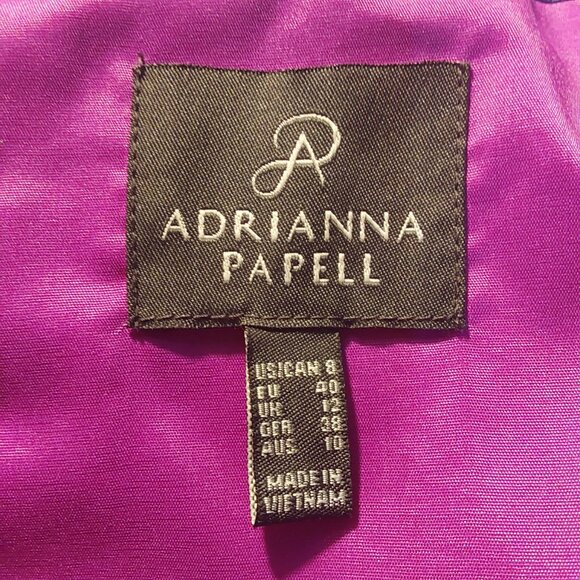 ADRIANNA
PAPELL
US/CAN 8
EU 40
UK 12
GER 38
AUS 10
MADE IN
VIETNAM